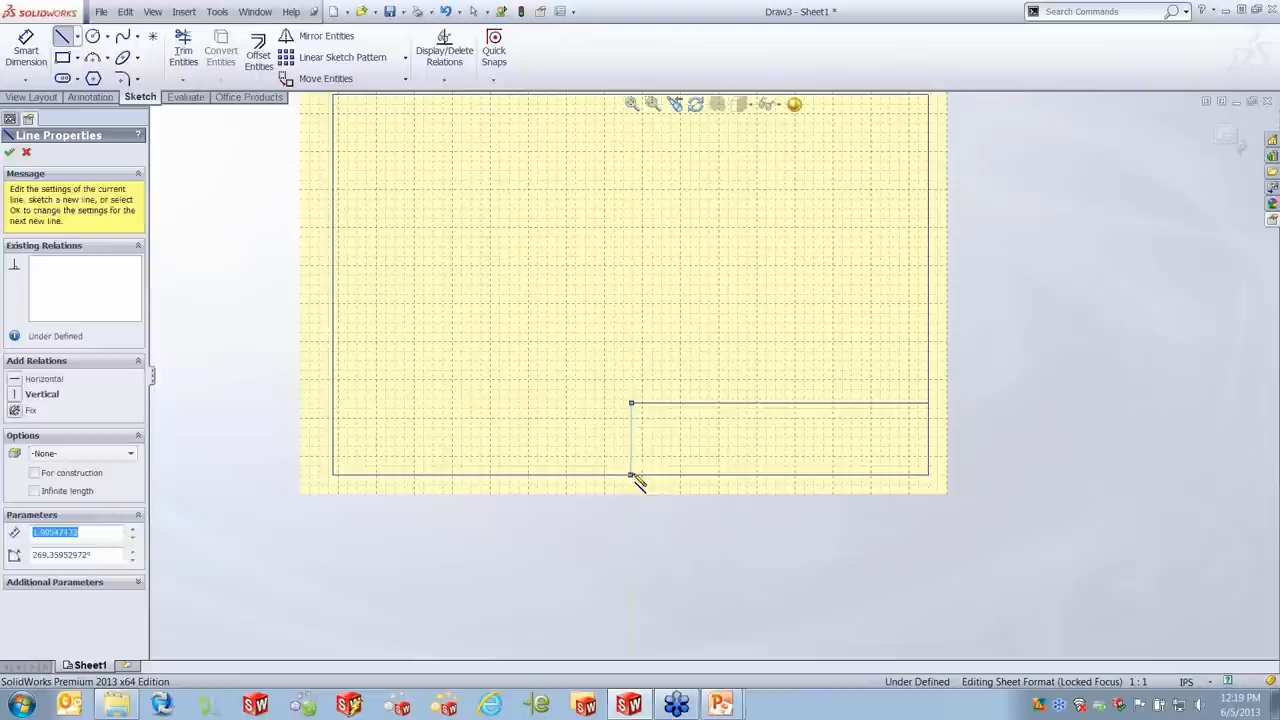 SOLIDWORKS File Edit View Insert Tools Window Help Draw3 - Sheet1 * Search Commands
Smart Dimension
Trim Entities
Convert Entities
Offset Entities
Mirror Entities
Linear Sketch Pattern
Move Entities
Display/Delete Relations
Quick Snaps
View Layout Annotation Sketch Evaluate Office Products
Line Properties ?
Message
Edit the settings of the current
line, sketch a new line, or select
OK to change the settings for the
next new line.
Existing Relations
Under Defined
Add Relations
Horizontal
Vertical
Fix
Options
-None-
For construction
Infinite length
Parameters
269.35952972°
Additional Parameters
Sheet1
SolidWorks Premium 2013 x64 Edition Under Defined Editing Sheet Format (Locked Focus) 1 : 1 IPS
12:19 PM
6/5/2013